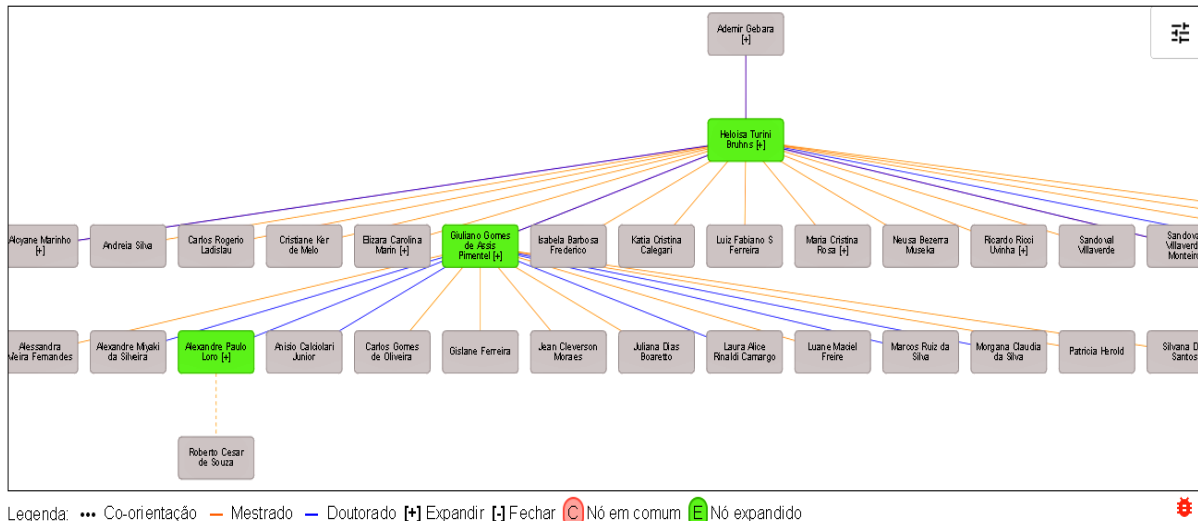 Ademir Gebara
[+]
Heloisa Turini
Bruhns [+]
Aloyane Marinho
[+]
Andreia Silva
Carlos Rogerio
Ladislau
Cristiane Ker
de Melo
Elizara Carolina
Marin [+]
Giuliano Gomes
de Assis
Pimentel [+]
Isabela Barbosa
Frederico
Katia Cristina
Calegari
Luiz Fabiano S
Ferreira
Maria Cristina
Rosa [+]
Neusa Bezerra
Museka
Ricardo Ricci
Uvinha [+]
Sandoval
Villaverde
Sandoval
Villaverde
Monteiro
Alessandra
Vieira Fernandes
Alexandre Miyaki
da Silveira
Alexandre Paulo
Loro [+]
Anisio Calciolari
Junior
Carlos Gomes
de Oliveira
Gislane Ferreira
Jean Cleverson
Moraes
Juliana Dias
Boaretto
Laura Alice
Rinaldi Camargo
Luane Maciel
Freire
Marcos Ruiz da
Silva
Morgana Claudia
da Silva
Patricia Herold
Silvana D
Santos
Roberto Cesar
de Souza
Legenda: ••• Co-orientação — Mestrado — Doutorado [+] Expandir [-] Fechar C Nó em comum E Nó expandido